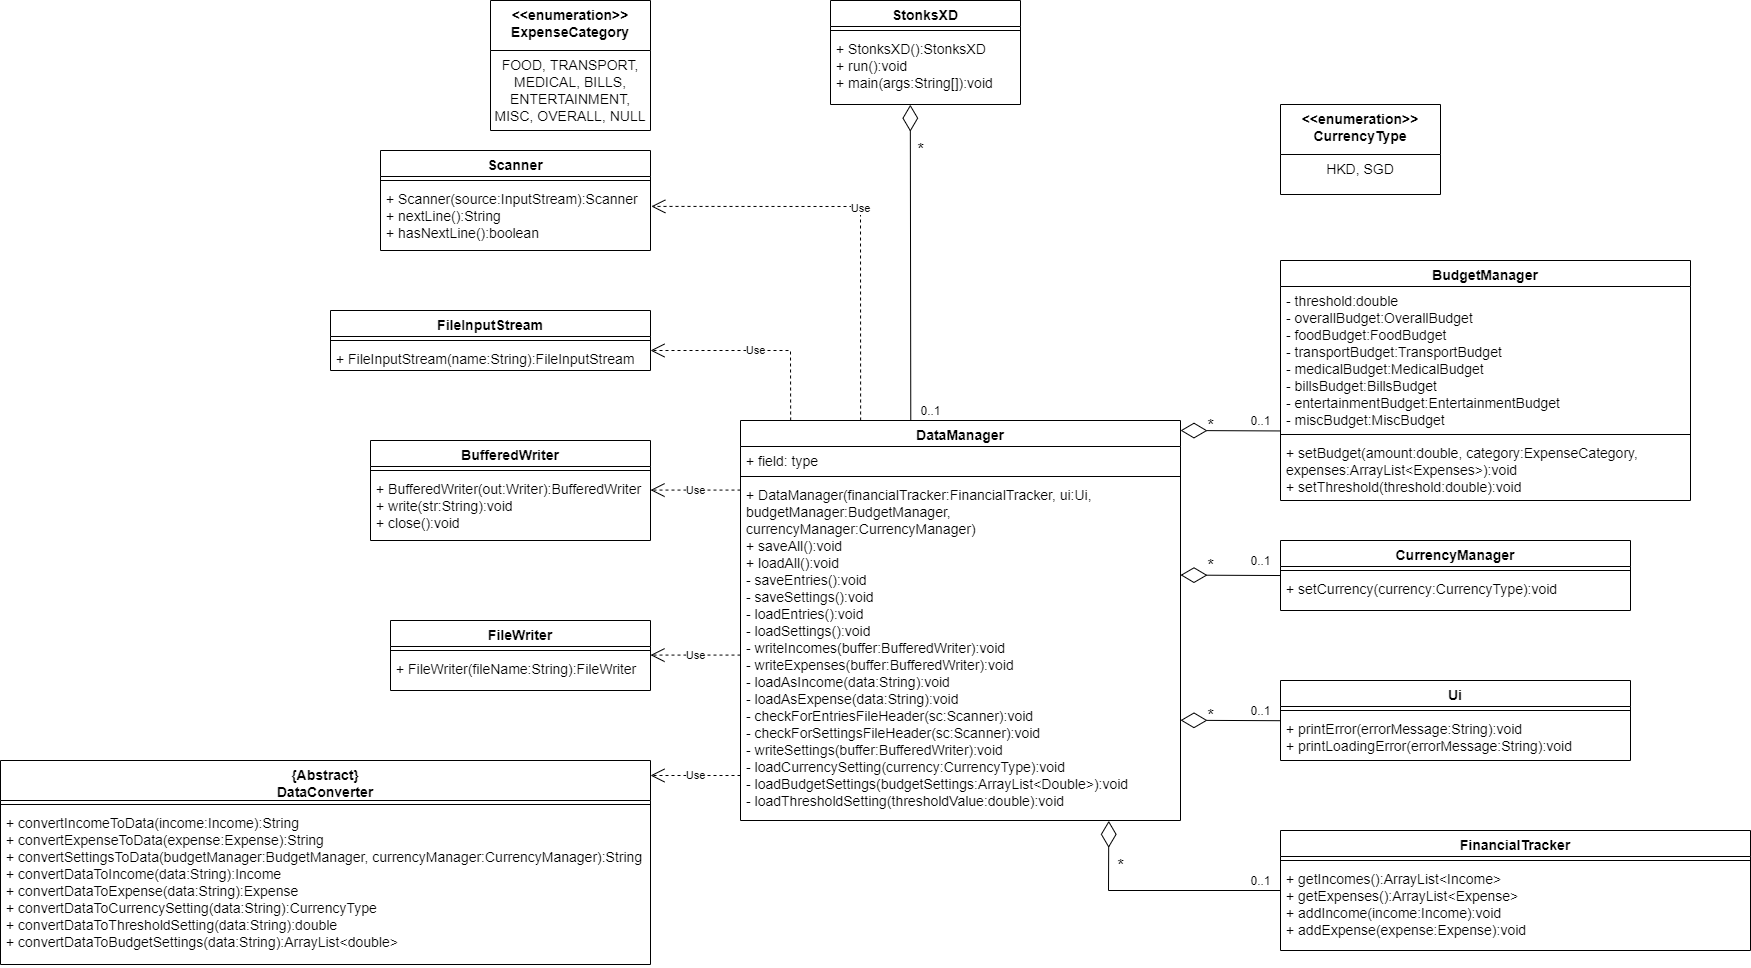 <<enumeration>>
ExpenseCategory
FOOD, TRANSPORT,
MEDICAL, BILLS,
ENTERTAINMENT,
MISC, OVERALL, NULL
StonksXD
+ StonksXD():StonksXD
+ run():void
+ main(args:String[]):void
*
0..1
<<enumeration>>
CurrencyType
HKD, SGD
Scanner
+ Scanner(source:InputStream):Scanner
+ nextLine():String
+ hasNextLine():boolean
Use
FileInputStream
+ FileInputStream(name:String):FileInputStream
Use
BufferedWriter
+ BufferedWriter(out:Writer):BufferedWriter
+ write(str:String):void
+ close():void
Use
FileWriter
+ FileWriter(fileName:String):FileWriter
Use
{Abstract}
DataConverter
+ convertIncomeToData(income:Income):String
+ convertExpenseToData(expense:Expense):String
+ convertSettingsToData(budgetManager:BudgetManager, currencyManager:CurrencyManager):String
+ convertDataToIncome(data:String):Income
+ convertDataToExpense(data:String):Expense
+ convertDataToCurrencySetting(data:String):CurrencyType
+ convertDataToThresholdSetting(data:String):double
+ convertDataToBudgetSettings(data:String):ArrayList<double>
Use
DataManager
+ field: type
+ DataManager(financialTracker:FinancialTracker, ui:Ui,
budgetManager:BudgetManager,
currencyManager:CurrencyManager)
+ saveAll():void
+ loadAll():void
- saveEntries():void
- saveSettings():void
- loadEntries():void
- loadSettings():void
- writeIncomes(buffer:BufferedWriter):void
- writeExpenses(buffer:BufferedWriter):void
- loadAsIncome(data:String):void
- loadAsExpense(data:String):void
- checkForEntriesFileHeader(sc:Scanner):void
- checkForSettingsFileHeader(sc:Scanner):void
- writeSettings(buffer:BufferedWriter):void
- loadCurrencySetting(currency:CurrencyType):void
- loadBudgetSettings(budgetSettings:ArrayList<Double>):void
- loadThresholdSetting(thresholdValue:double):void
BudgetManager
- threshold:double
- overallBudget:OverallBudget
- foodBudget:FoodBudget
- transportBudget:TransportBudget
- medicalBudget:MedicalBudget
- billsBudget:BillsBudget
- entertainmentBudget:EntertainmentBudget
- miscBudget:MiscBudget
+ setBudget(amount:double, category:ExpenseCategory,
expenses:ArrayList<Expenses>):void
+ setThreshold(threshold:double):void
*
0..1
CurrencyManager
+ setCurrency(currency:CurrencyType):void
*
0..1
Ui
+ printError(errorMessage:String):void
+ printLoadingError(errorMessage:String):void
*
0..1
FinancialTracker
+ getIncomes():ArrayList<Income>
+ getExpenses():ArrayList<Expense>
+ addIncome(income:Income):void
+ addExpense(expense:Expense):void
*
0..1